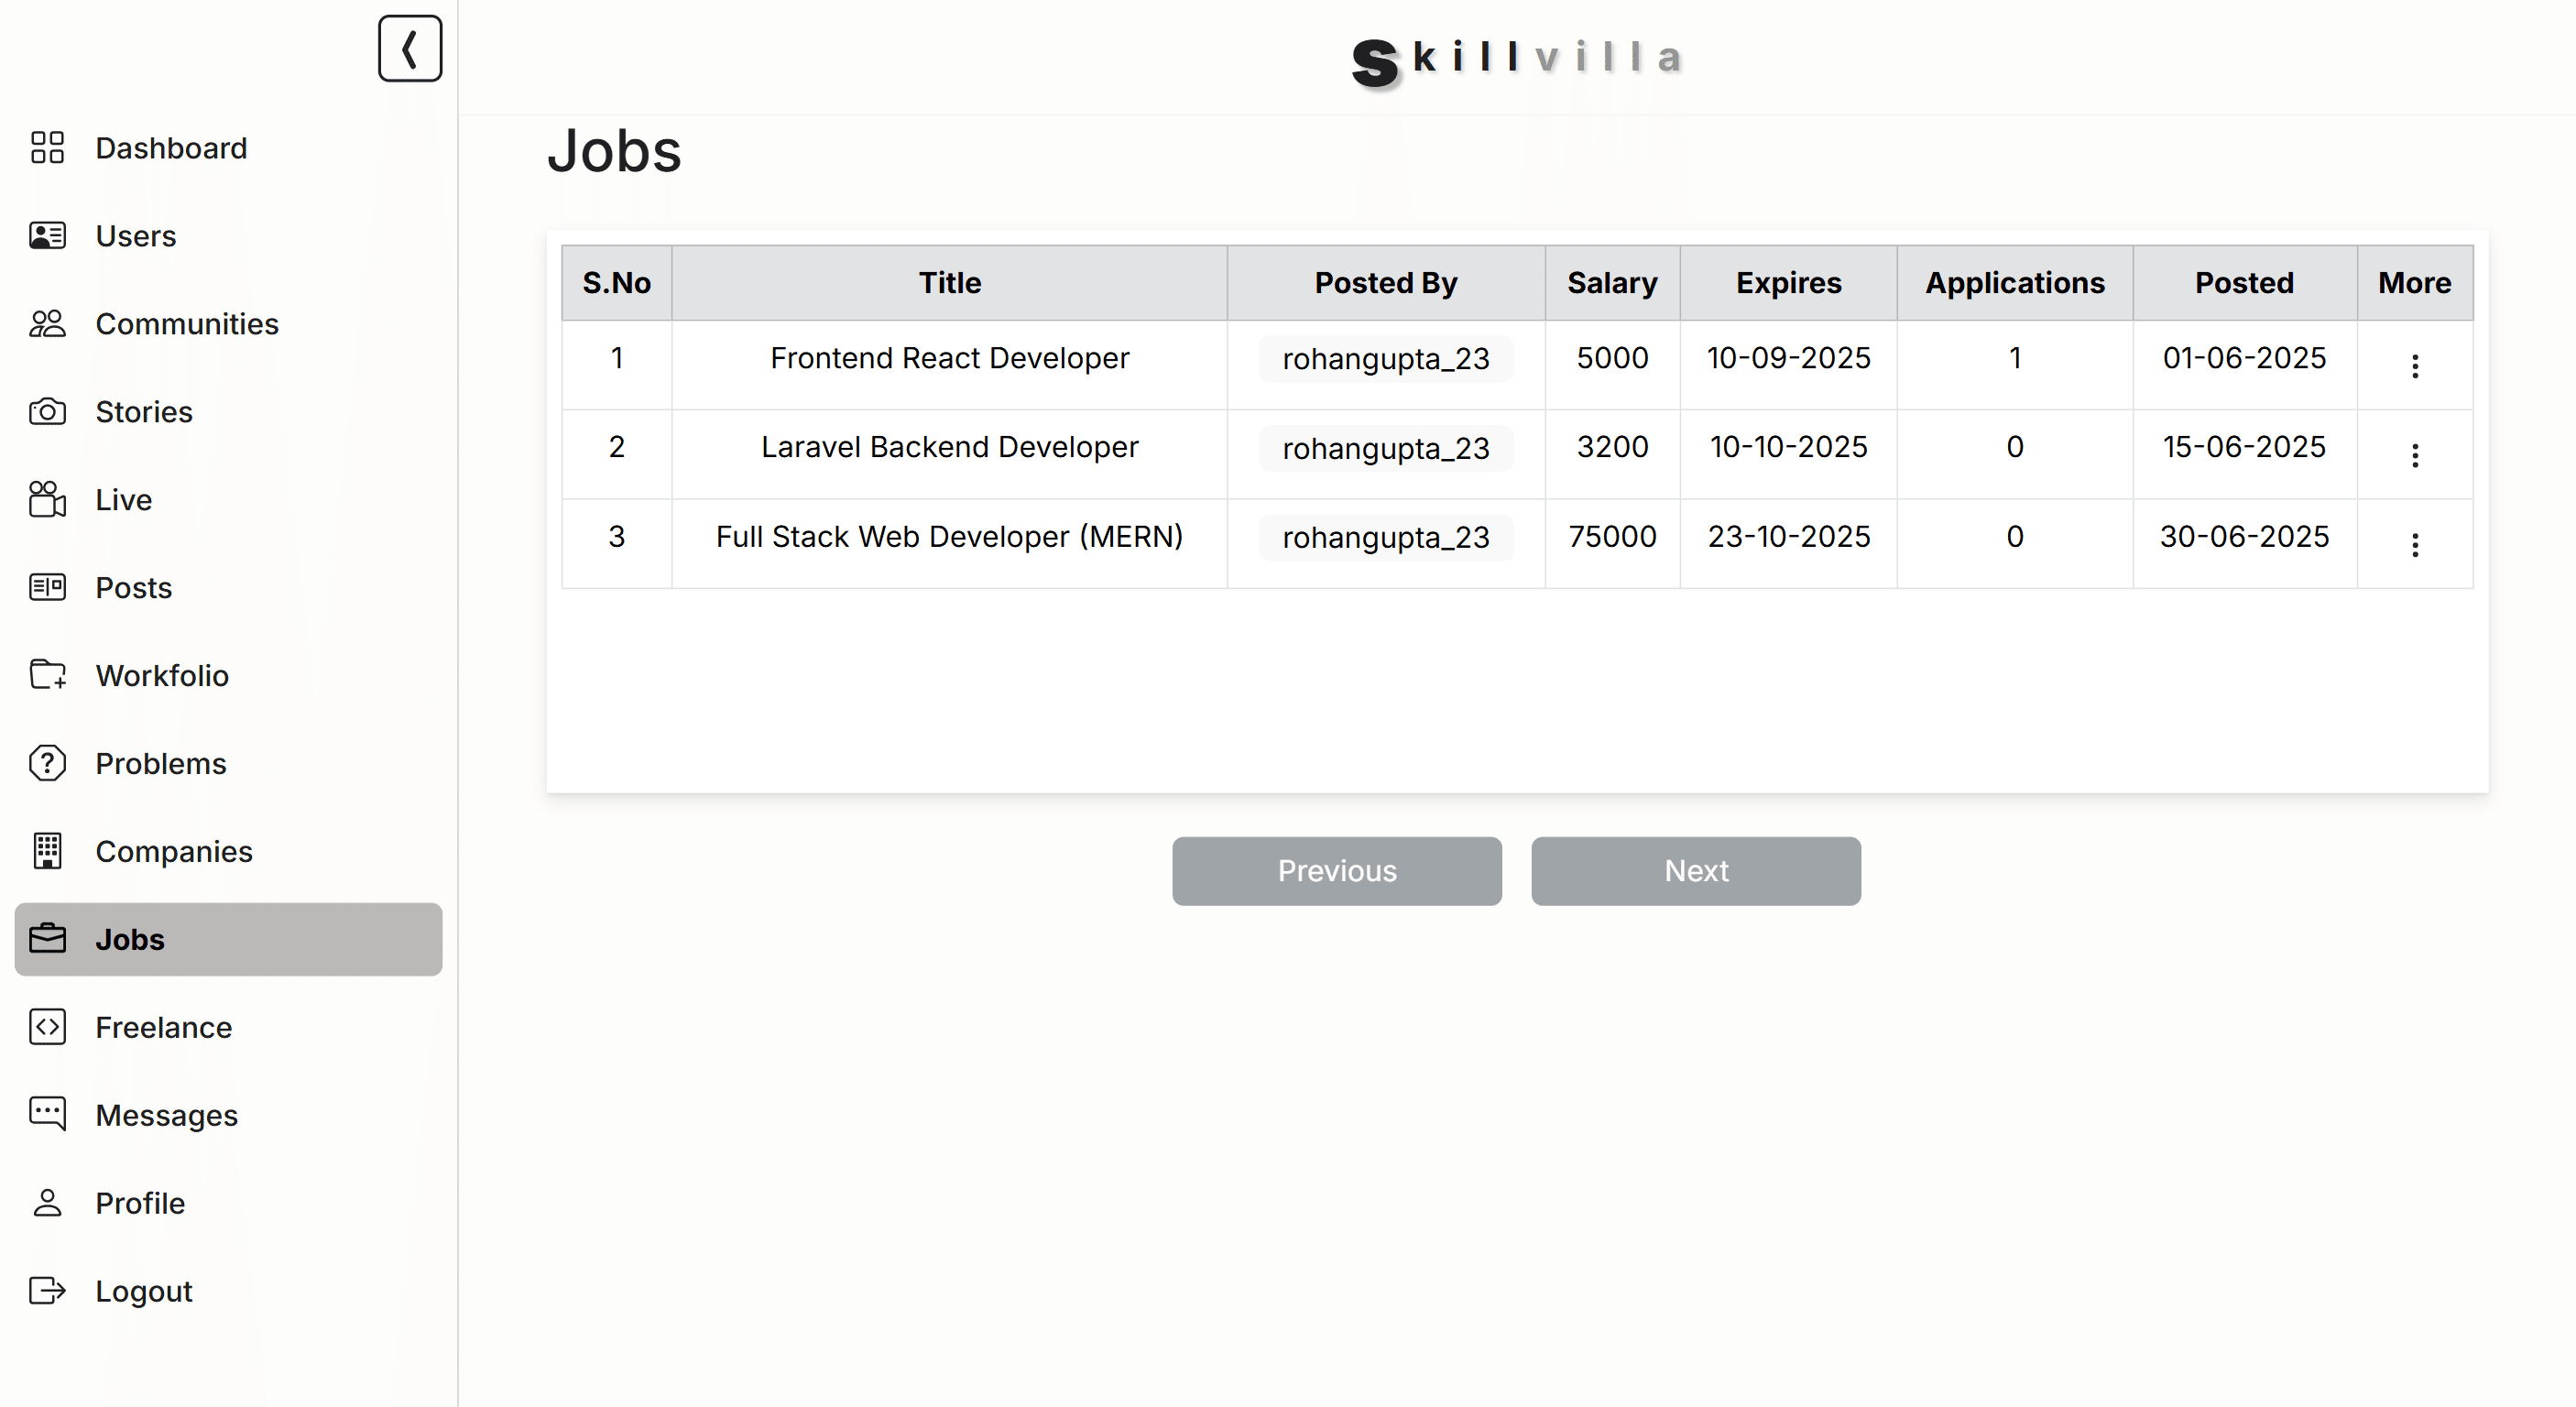 Skillvilla
Dashboard
Users
Communities
Stories
Live
Posts
Workfolio
Problems
Companies
Jobs
Freelance
Messages
Profile
Logout
Jobs
S.No Title Posted By Salary Expires Applications Posted More
1 Frontend React Developer rohangupta_23 5000 10-09-2025 1 01-06-2025
2 Laravel Backend Developer rohangupta_23 3200 10-10-2025 0 15-06-2025
3 Full Stack Web Developer (MERN) rohangupta_23 75000 23-10-2025 0 30-06-2025
Previous Next